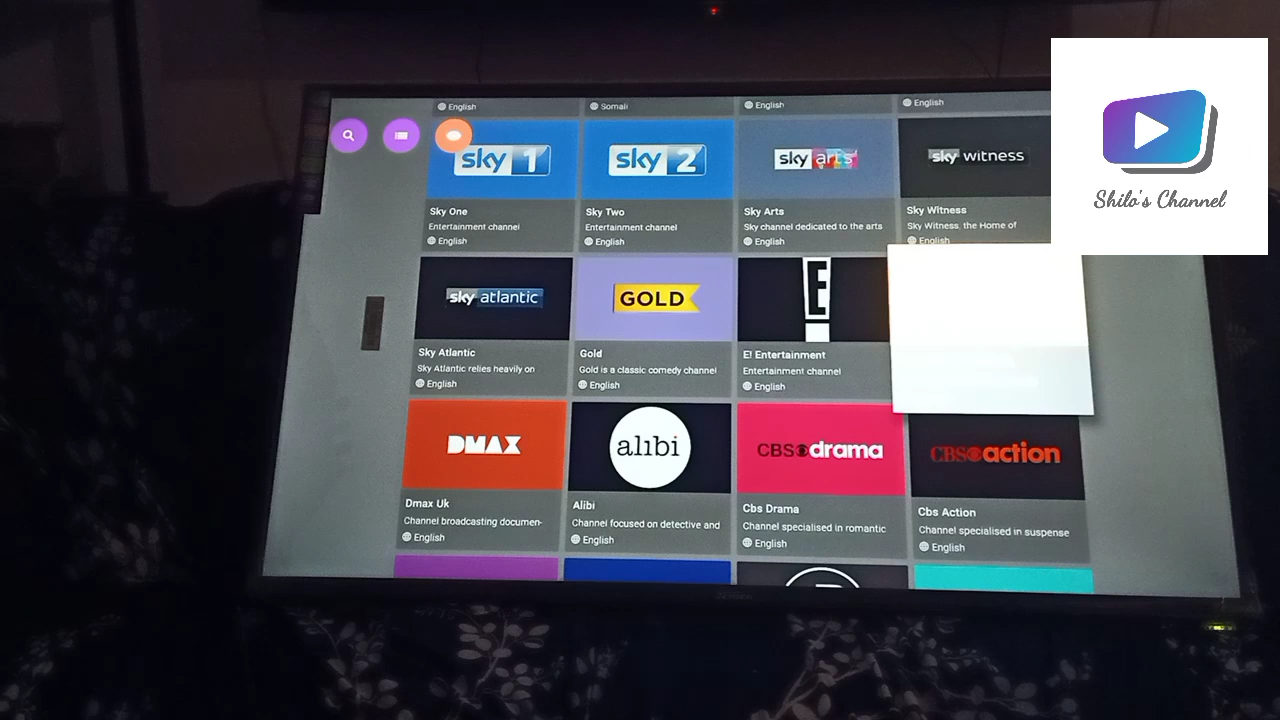 English
Somali
English
English
sky 1
sky 2
sky arts
sky witness
Sky One
Entertainment channel
English
Sky Two
Entertainment channel
English
Sky Arts
Sky channel dedicated to the arts
English
Sky Witness
Sky Witness, the Home of
English
Shilo's Channel
sky atlantic
GOLD
E!
Sky Atlantic
Sky Atlantic relies heavily on
English
Gold
Gold is a classic comedy channel
English
E! Entertainment
Entertainment channel
English
DMAX
alibi
CBS drama
CBS action
Dmax Uk
Channel broadcasting documen-
English
Alibi
Channel focused on detective and
English
Cbs Drama
Channel specialised in romantic
English
Cbs Action
Channel specialised in suspense
English